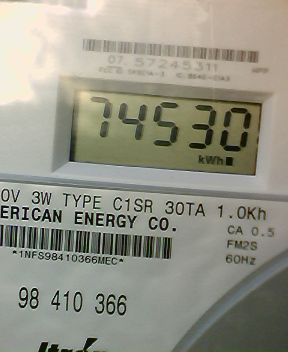 07. 57245311
74530
kWh
0V 3W TYPE C1SR 30TA 1.0Kh
ERICAN ENERGY CO.
CA 0.5
FM2S
*1NFS98410366MEC*
60Hz
98 410 366
Itron